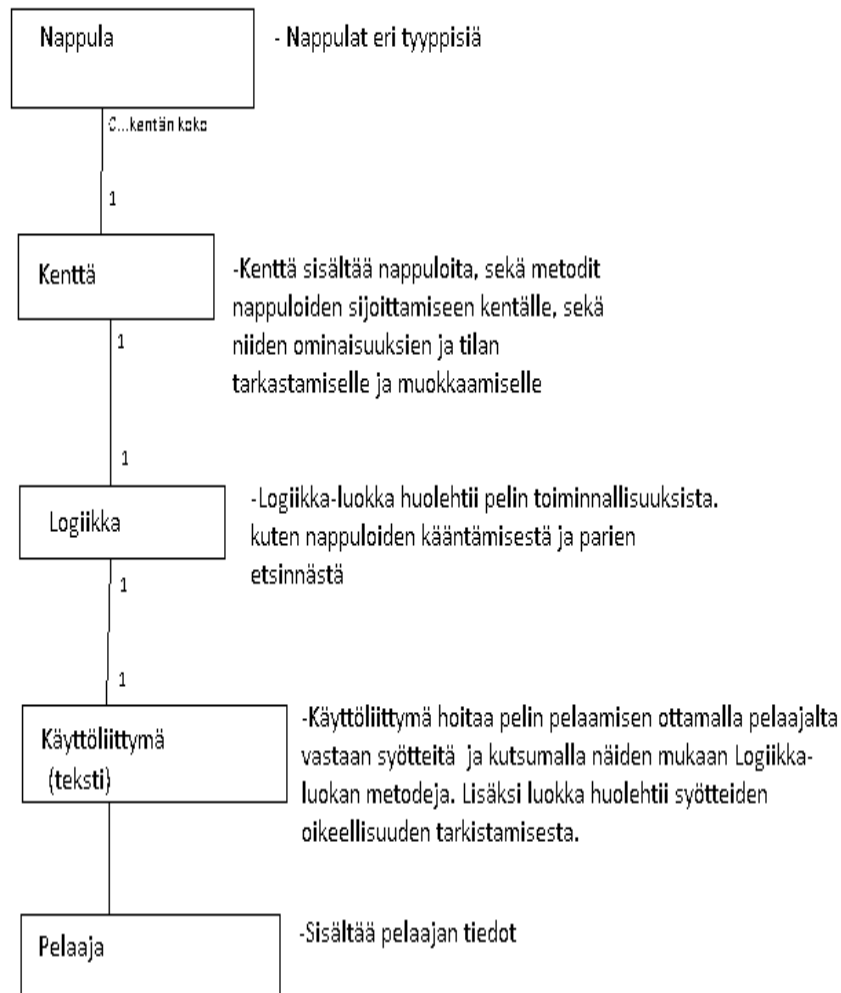 Nappula
- Nappulat eri tyyppisiä
0...kentän koko
1
Kenttä
-Kenttä sisältää nappuloita, sekä metodit
nappuloiden sijoittamiseen kentälle, sekä
niiden ominaisuuksien ja tilan
tarkastamiselle ja muokkaamiselle
1
1
Logiikka
-Logiikka-luokka huolehtii pelin toiminnallisuuksista.
kuten nappuloiden kääntämisestä ja parien
etsinnästä
1
1
Käyttöliittymä
(teksti)
-Käyttöliittymä hoitaa pelin pelaamisen ottamalla pelaajalta
vastaan syötteitä ja kutsumalla näiden mukaan Logiikka-
luokan metodeja. Lisäksi luokka huolehtii syötteiden
oikeellisuuden tarkistamisesta.
Pelaaja
-Sisältää pelaajan tiedot